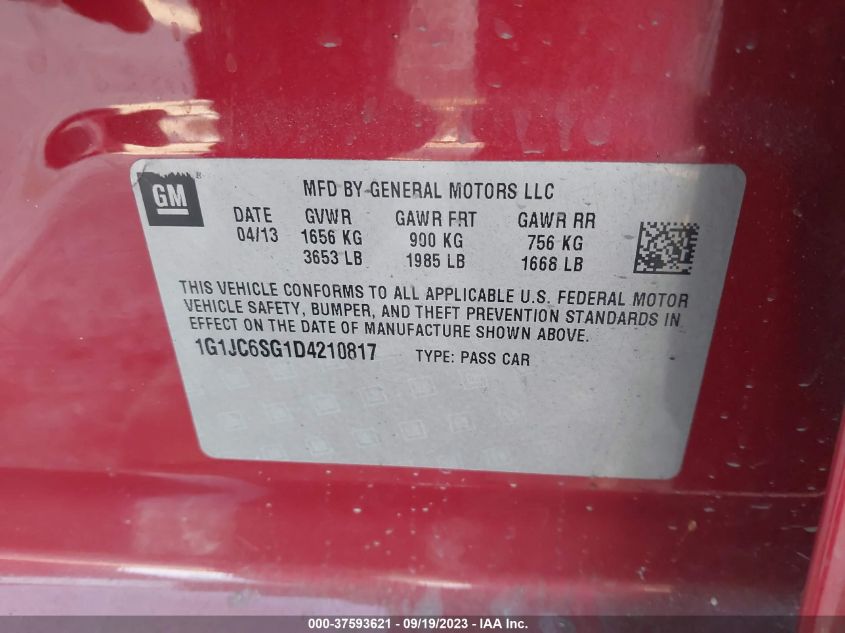 GM ®
MFD BY GENERAL MOTORS LLC
DATE GVWR GAWR FRT GAWR RR
04/13 1656 KG 900 KG 756 KG
3653 LB 1985 LB 1668 LB
THIS VEHICLE CONFORMS TO ALL APPLICABLE U.S. FEDERAL MOTOR
VEHICLE SAFETY, BUMPER, AND THEFT PREVENTION STANDARDS IN
EFFECT ON THE DATE OF MANUFACTURE SHOWN ABOVE.
1G1JC6SG1D4210817 TYPE: PASS CAR
000-37593621 - 09/19/2023 - IAA Inc.